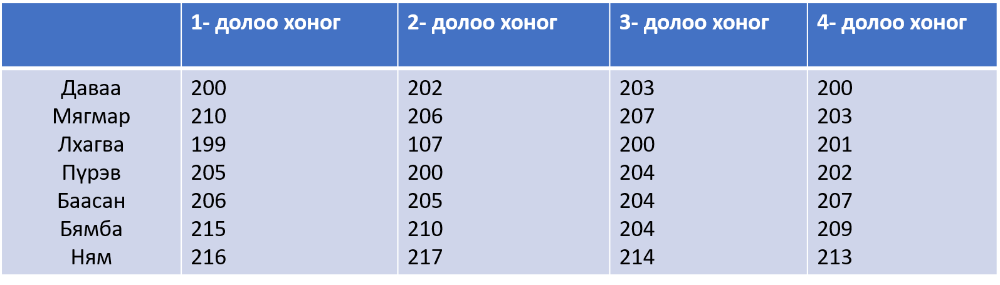 1- долоо хоног 2- долоо хоног 3- долоо хоног 4- долоо хоног
Даваа 200 202 203 200
Мягмар 210 206 207 203
Лхагва 199 107 200 201
Пүрэв 205 200 204 202
Баасан 206 205 204 207
Бямба 215 210 204 209
Ням 216 217 214 213